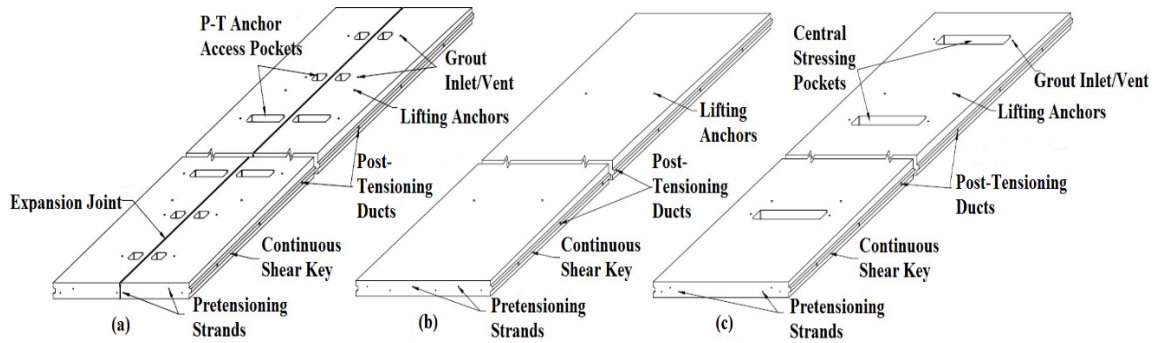 P-T Anchor
Access Pockets
Grout
Inlet/Vent
Lifting Anchors
Post-
Tensioning
Ducts
Expansion Joint
Continuous
Shear Key
Pretensioning
Strands
(a)
Lifting
Anchors
Post-
Tensioning
Ducts
Continuous
Shear Key
Pretensioning
Strands
(b)
Central
Stressing
Pockets
Grout Inlet/Vent
Lifting Anchors
Post-Tensioning
Ducts
Continuous
Shear Key
Pretensioning
Strands
(c)